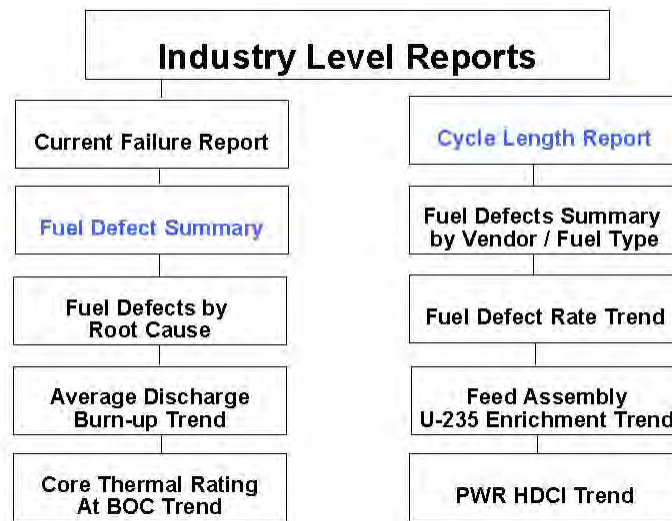 Industry Level Reports
Current Failure Report
Fuel Defect Summary
Fuel Defects by
Root Cause
Average Discharge
Burn-up Trend
Core Thermal Rating
At BOC Trend
Cycle Length Report
Fuel Defects Summary
by Vendor / Fuel Type
Fuel Defect Rate Trend
Feed Assembly
U-235 Enrichment Trend
PWR HDCI Trend